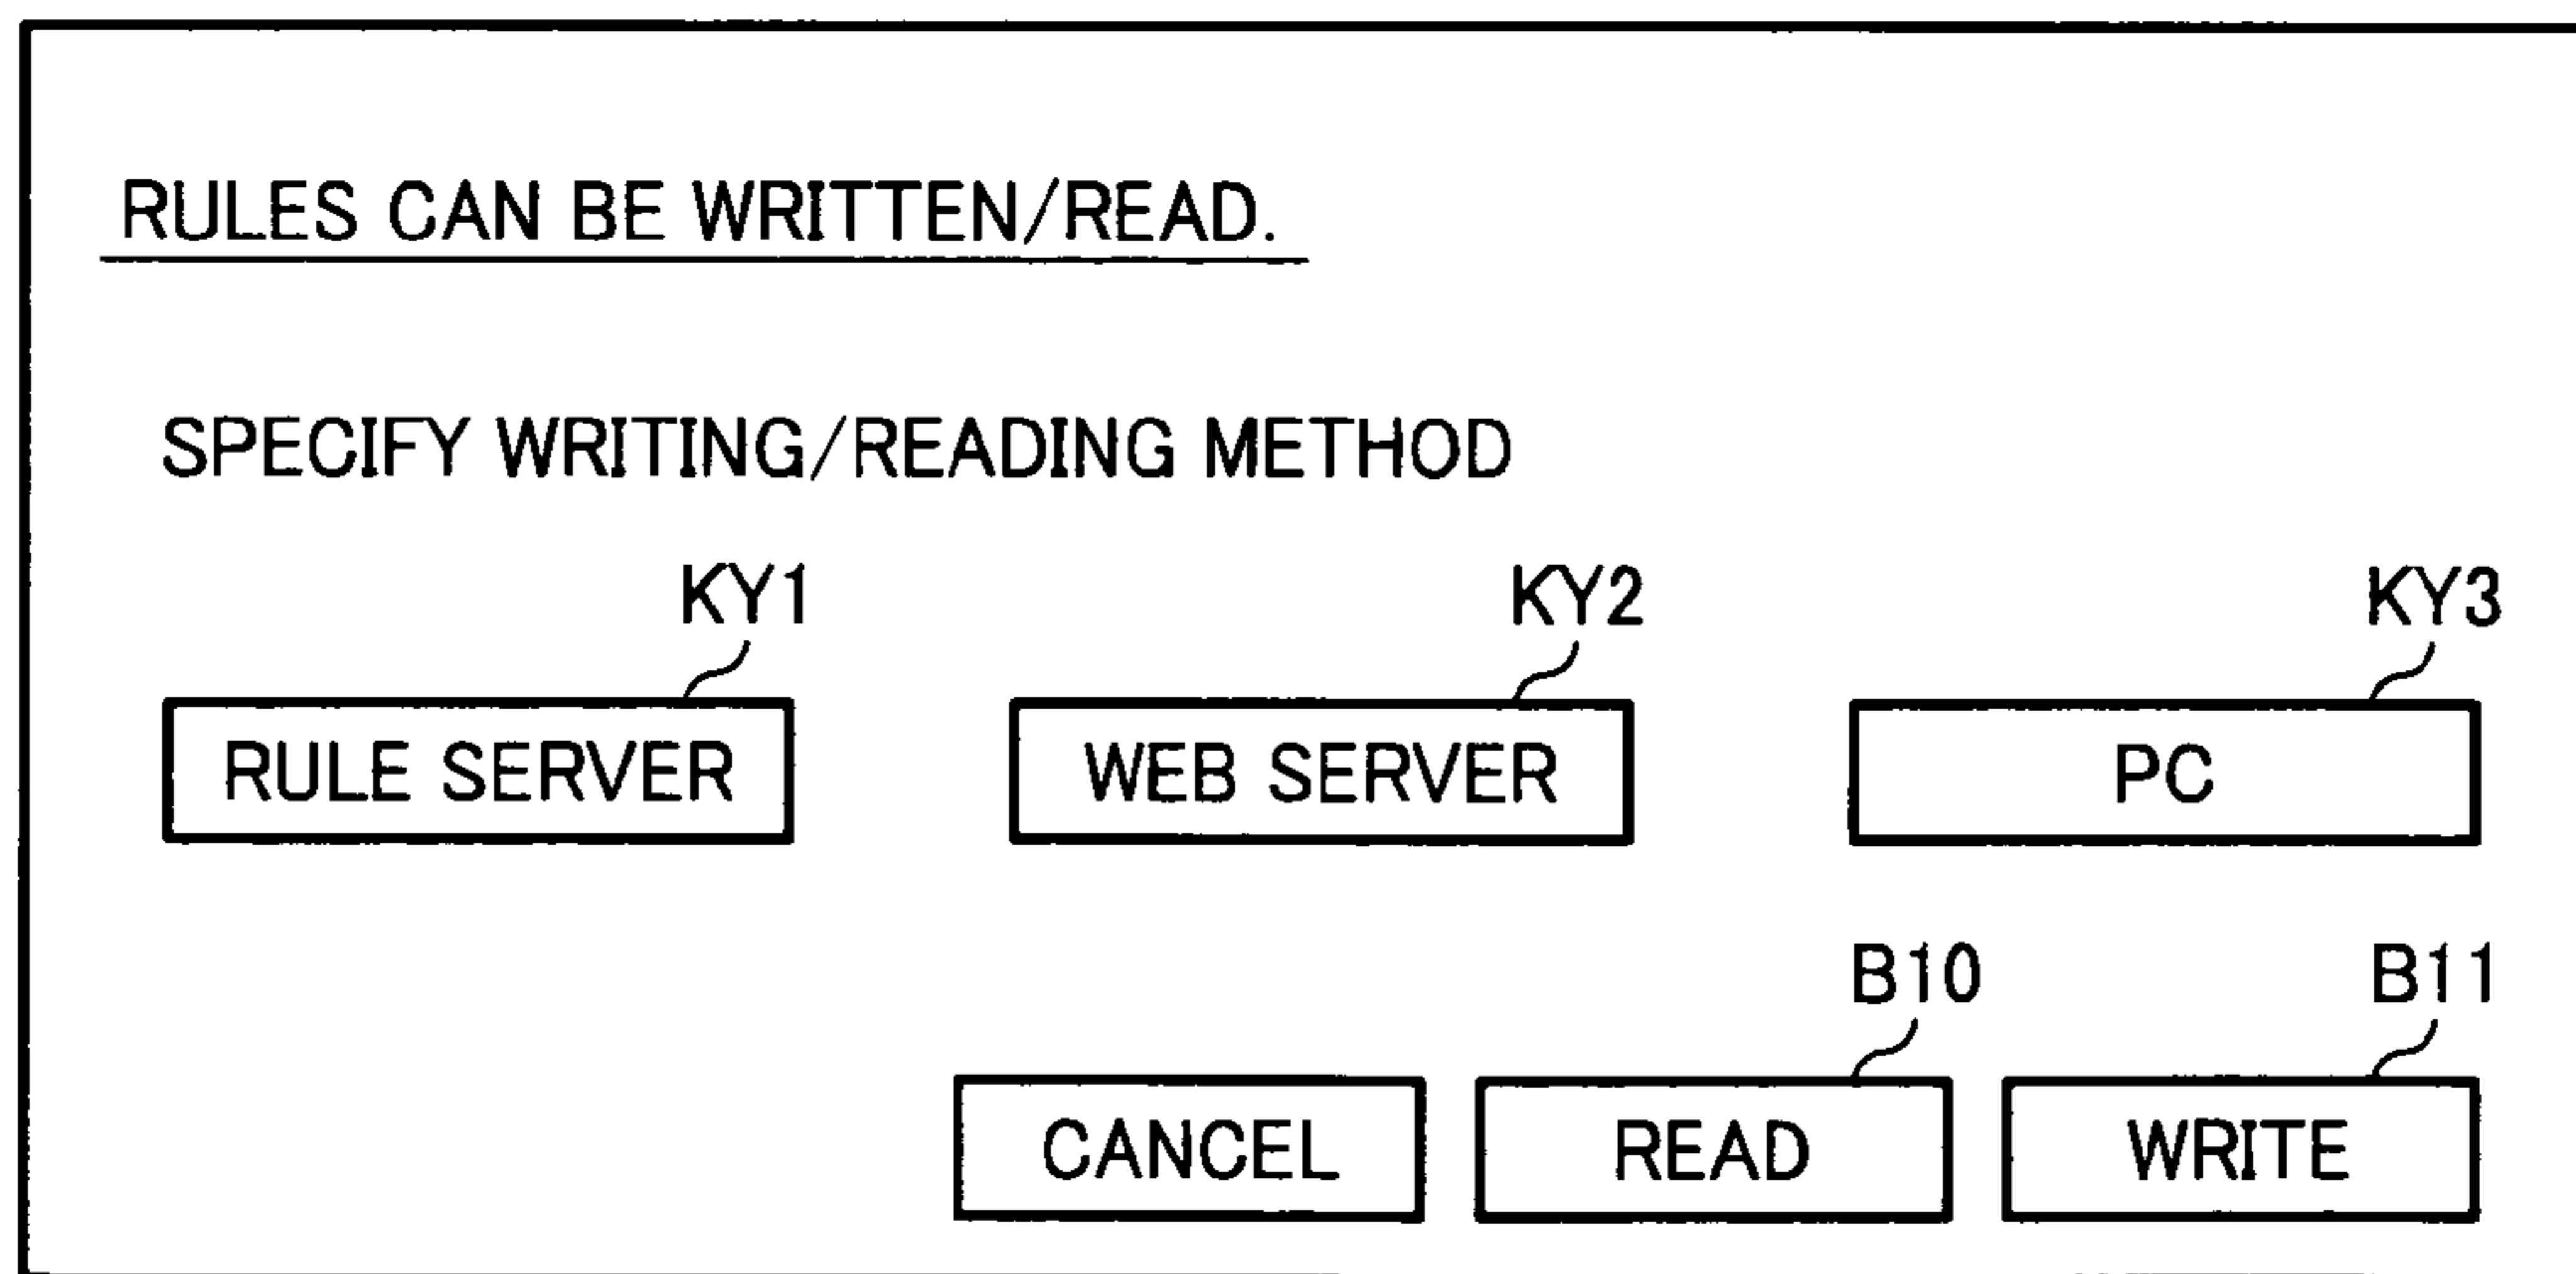 RULES CAN BE WRITTEN/READ.
SPECIFY WRITING/READING METHOD
KY1 KY2 KY3
RULE SERVER WEB SERVER PC
B10 B11
CANCEL READ WRITE